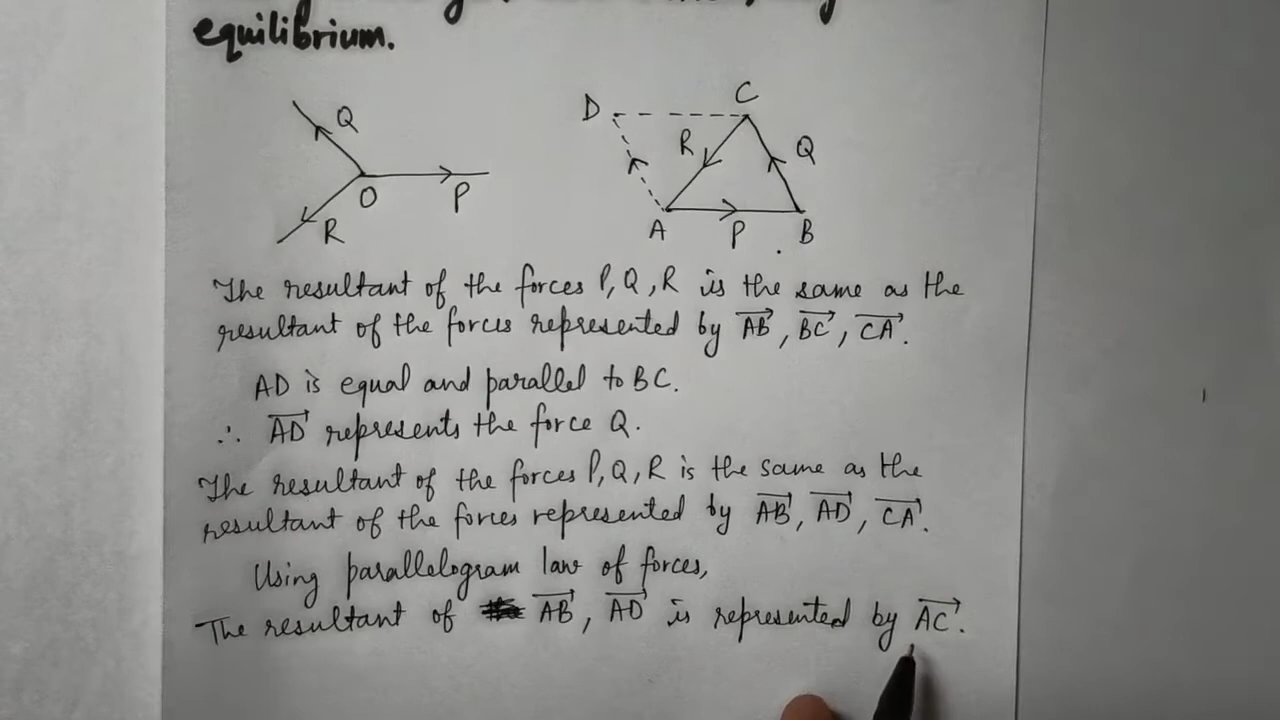 equilibrium.
Q
O
P
R
D
C
R
Q
A
P
B
The resultant of the forces P, Q, R is the same as the
resultant of the forces represented by AB⃗, BC⃗, CA⃗.
AD is equal and parallel to BC.
∴ AD⃗ represents the force Q.
The resultant of the forces P, Q, R is the same as the
resultant of the forces represented by AB⃗, AD⃗, CA⃗.
Using parallelogram law of forces,
The resultant of AB⃗, AD⃗ is represented by AC⃗.